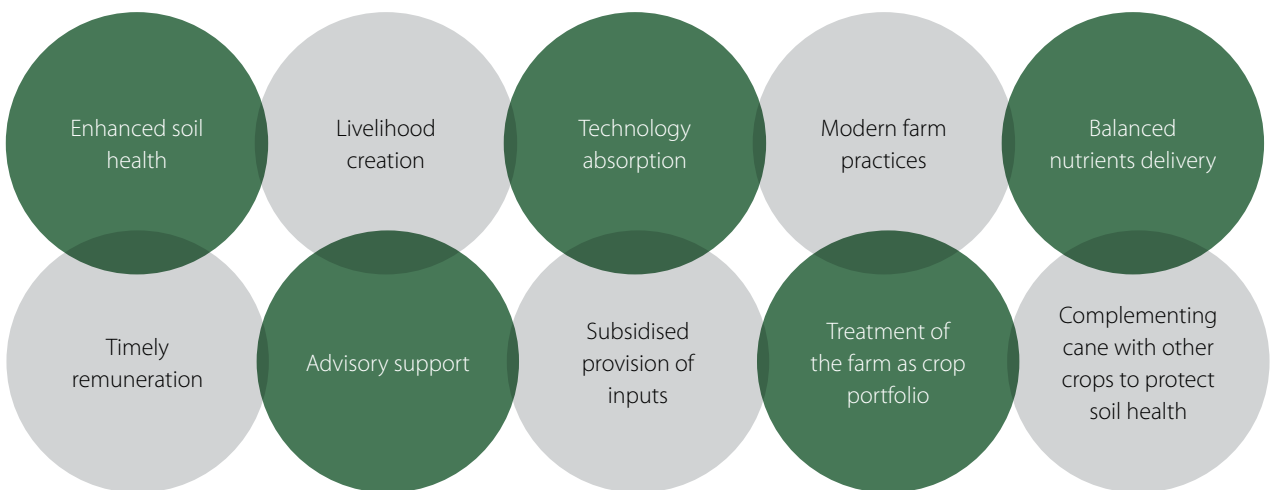 Enhanced soil
health
Livelihood
creation
Technology
absorption
Modern farm
practices
Balanced
nutrients delivery
Timely
remuneration
Advisory support
Subsidised
provision of
inputs
Treatment of
the farm as crop
portfolio
Complementing
cane with other
crops to protect
soil health